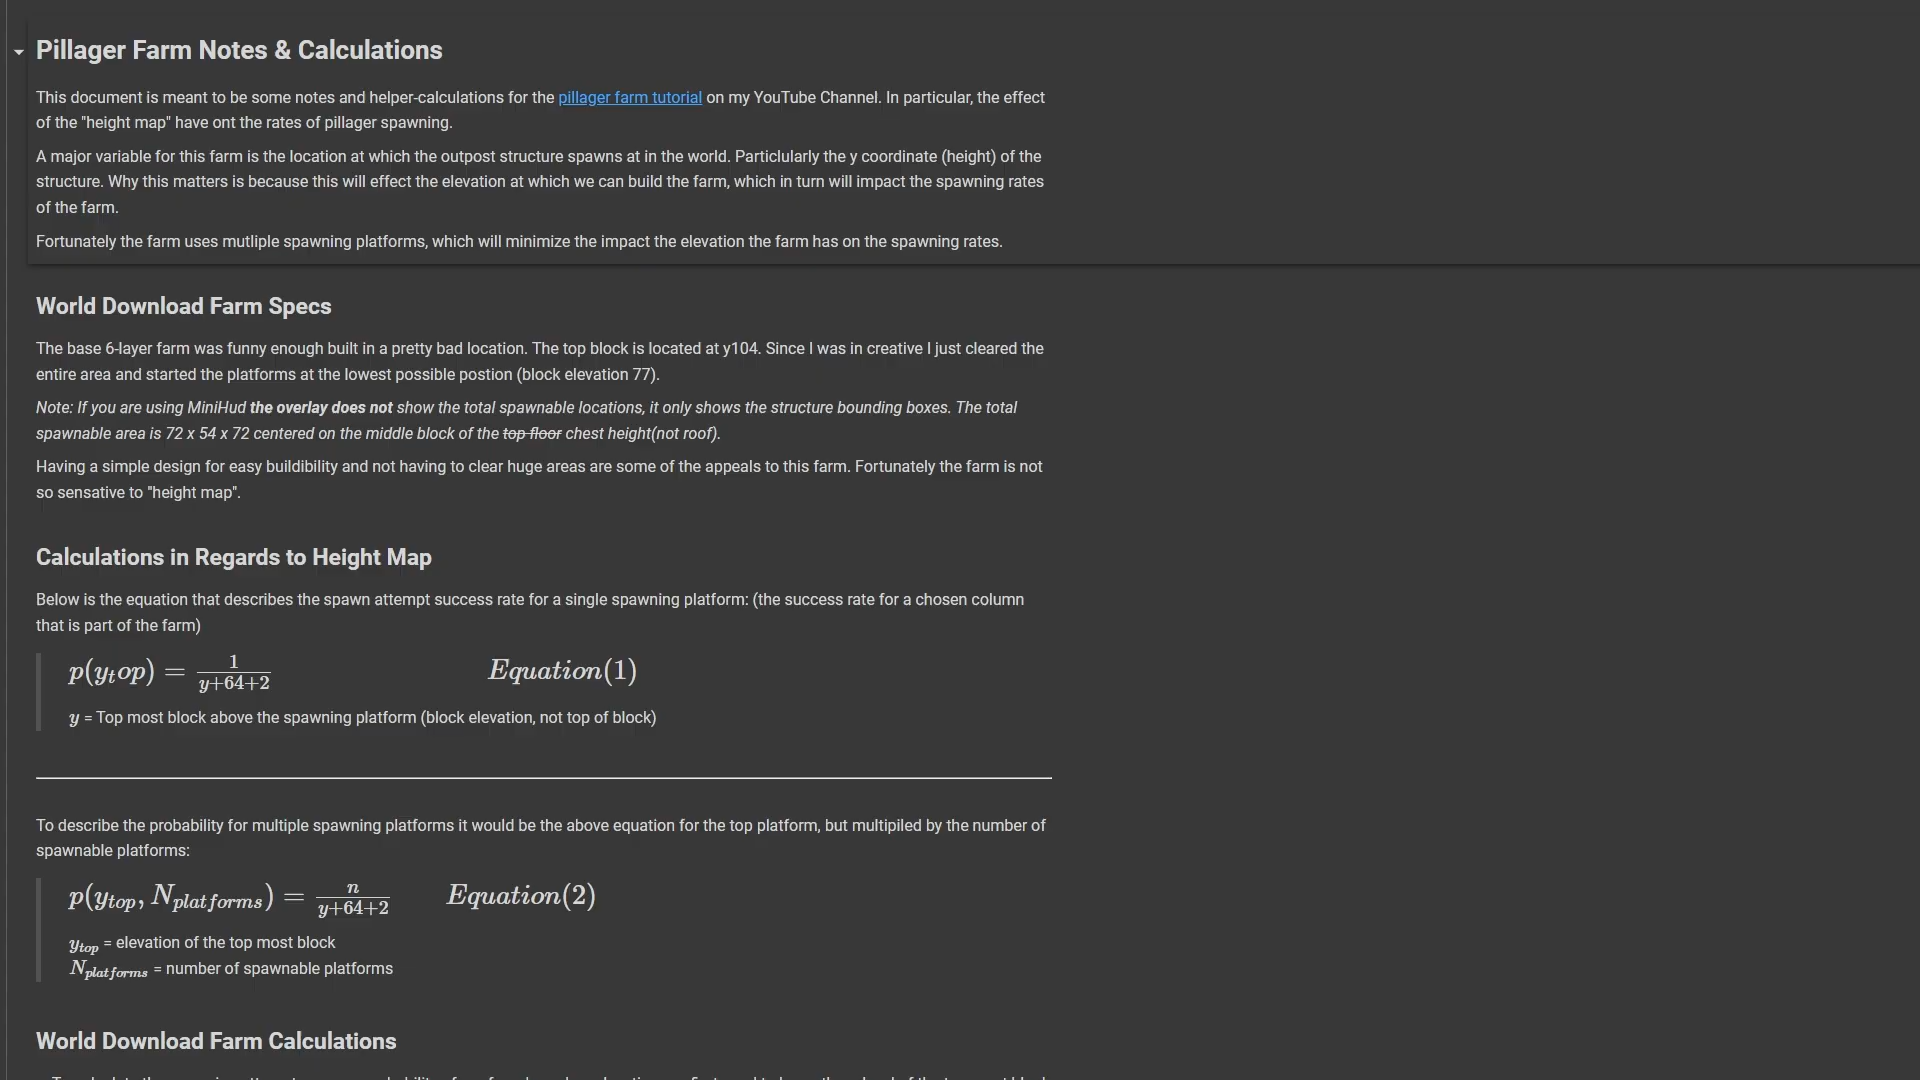 Pillager Farm Notes & Calculations
This document is meant to be some notes and helper-calculations for the pillager farm tutorial on my YouTube Channel. In particular, the effect
of the "height map" have ont the rates of pillager spawning.
A major variable for this farm is the location at which the outpost structure spawns at in the world. Particlularly the y coordinate (height) of the
structure. Why this matters is because this will effect the elevation at which we can build the farm, which in turn will impact the spawning rates
of the farm.
Fortunately the farm uses mutliple spawning platforms, which will minimize the impact the elevation the farm has on the spawning rates.
World Download Farm Specs
The base 6-layer farm was funny enough built in a pretty bad location. The top block is located at y104. Since I was in creative I just cleared the
entire area and started the platforms at the lowest possible postion (block elevation 77).
Note: If you are using MiniHud the overlay does not show the total spawnable locations, it only shows the structure bounding boxes. The total
spawnable area is 72 x 54 x 72 centered on the middle block of the top floor chest height(not roof).
Having a simple design for easy buildibility and not having to clear huge areas are some of the appeals to this farm. Fortunately the farm is not
so sensative to "height map".
Calculations in Regards to Height Map
Below is the equation that describes the spawn attempt success rate for a single spawning platform: (the success rate for a chosen column
that is part of the farm)
p(y_t op) = 1/(y+64+2) Equation(1)
y = Top most block above the spawning platform (block elevation, not top of block)
To describe the probability for multiple spawning platforms it would be the above equation for the top platform, but multipiled by the number of
spawnable platforms:
p(y_top, N_platforms) = n/(y+64+2) Equation(2)
y_top = elevation of the top most block
N_platforms = number of spawnable platforms
World Download Farm Calculations